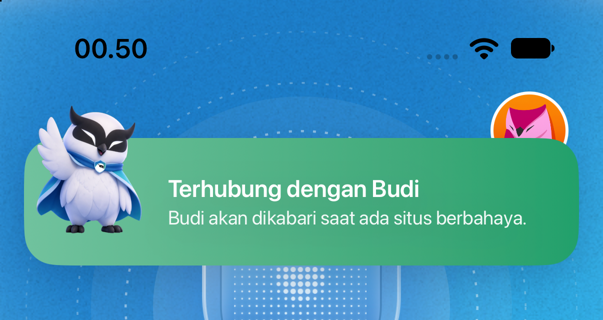 00.50
Terhubung dengan Budi
Budi akan dikabari saat ada situs berbahaya.